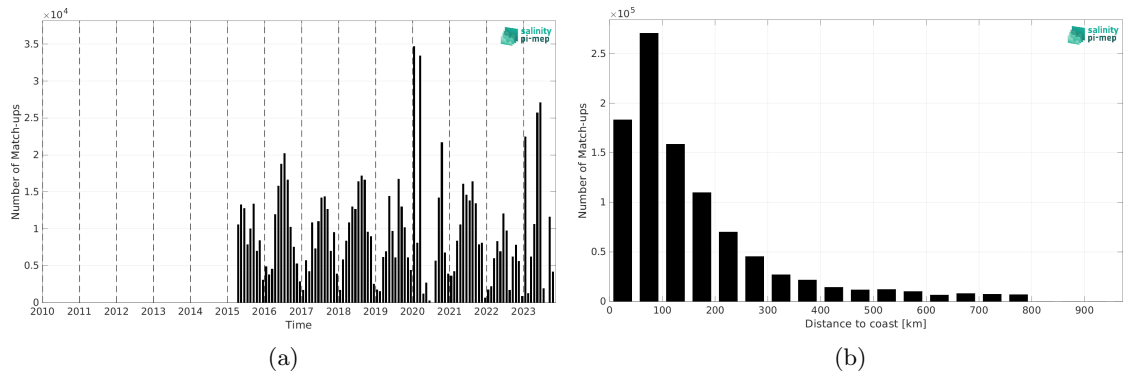 ×10⁴
salinity
pi-mep
3.5
3
2.5
2
1.5
1
0.5
0
Number of Match-ups
2010 2011 2012 2013 2014 2015 2016 2017 2018 2019 2020 2021 2022 2023
Time
(a)
×10⁵
salinity
pi-mep
2.5
2
1.5
1
0.5
0
Number of Match-ups
0 100 200 300 400 500 600 700 800 900
Distance to coast [km]
(b)